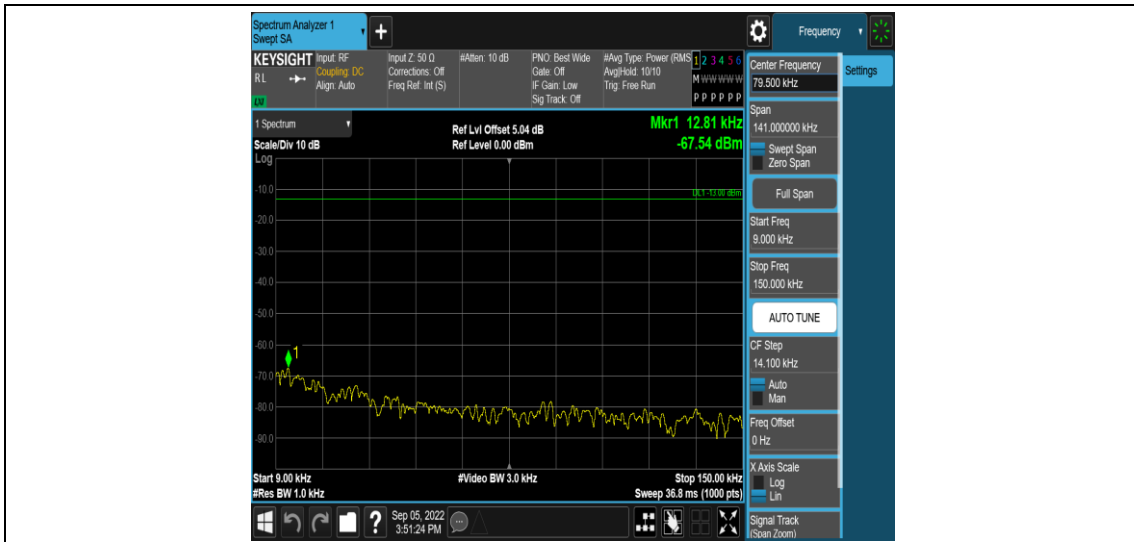 Spectrum Analyzer 1
Swept SA
Frequency
KEYSIGHT
RL
LXI
Input: RF
Coupling: DC
Align: Auto
Input Z: 50 Ω
Corrections: Off
Freq Ref: Int (S)
#Atten: 10 dB
PNO: Best Wide
Gate: Off
IF Gain: Low
Sig Track: Off
#Avg Type: Power (RMS
Avg|Hold: 10/10
Trig: Free Run
1 2 3 4 5 6
M W W W W W
P P P P P P
Center Frequency
79.500 kHz
Settings
Span
141.000000 kHz
Swept Span
Zero Span
Full Span
Start Freq
9.000 kHz
Stop Freq
150.000 kHz
AUTO TUNE
CF Step
14.100 kHz
Auto
Man
Freq Offset
0 Hz
X Axis Scale
Log
Lin
Signal Track
(Span Zoom)
1 Spectrum
Scale/Div 10 dB
Ref Lvl Offset 5.04 dB
Ref Level 0.00 dBm
Mkr1 12.81 kHz
-67.54 dBm
Log
DL1 -13.00 dBm
-10.0
-20.0
-30.0
-40.0
-50.0
-60.0
1
-70.0
-80.0
-90.0
Start 9.00 kHz
#Video BW 3.0 kHz
Stop 150.00 kHz
#Res BW 1.0 kHz
Sweep 36.8 ms (1000 pts)
?
Sep 05, 2022
3:51:24 PM